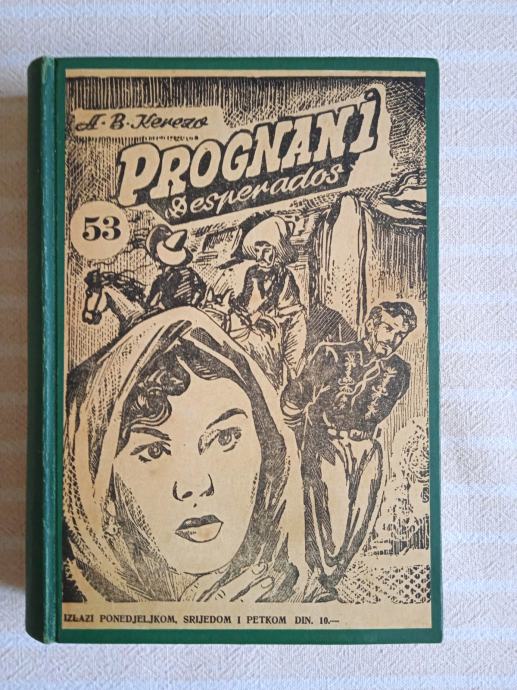 A·B·Kerezo
PROGNANI
Desperados
53
IZLAZI PONEDJELJKOM, SRIJEDOM I PETKOM DIN. 10.—